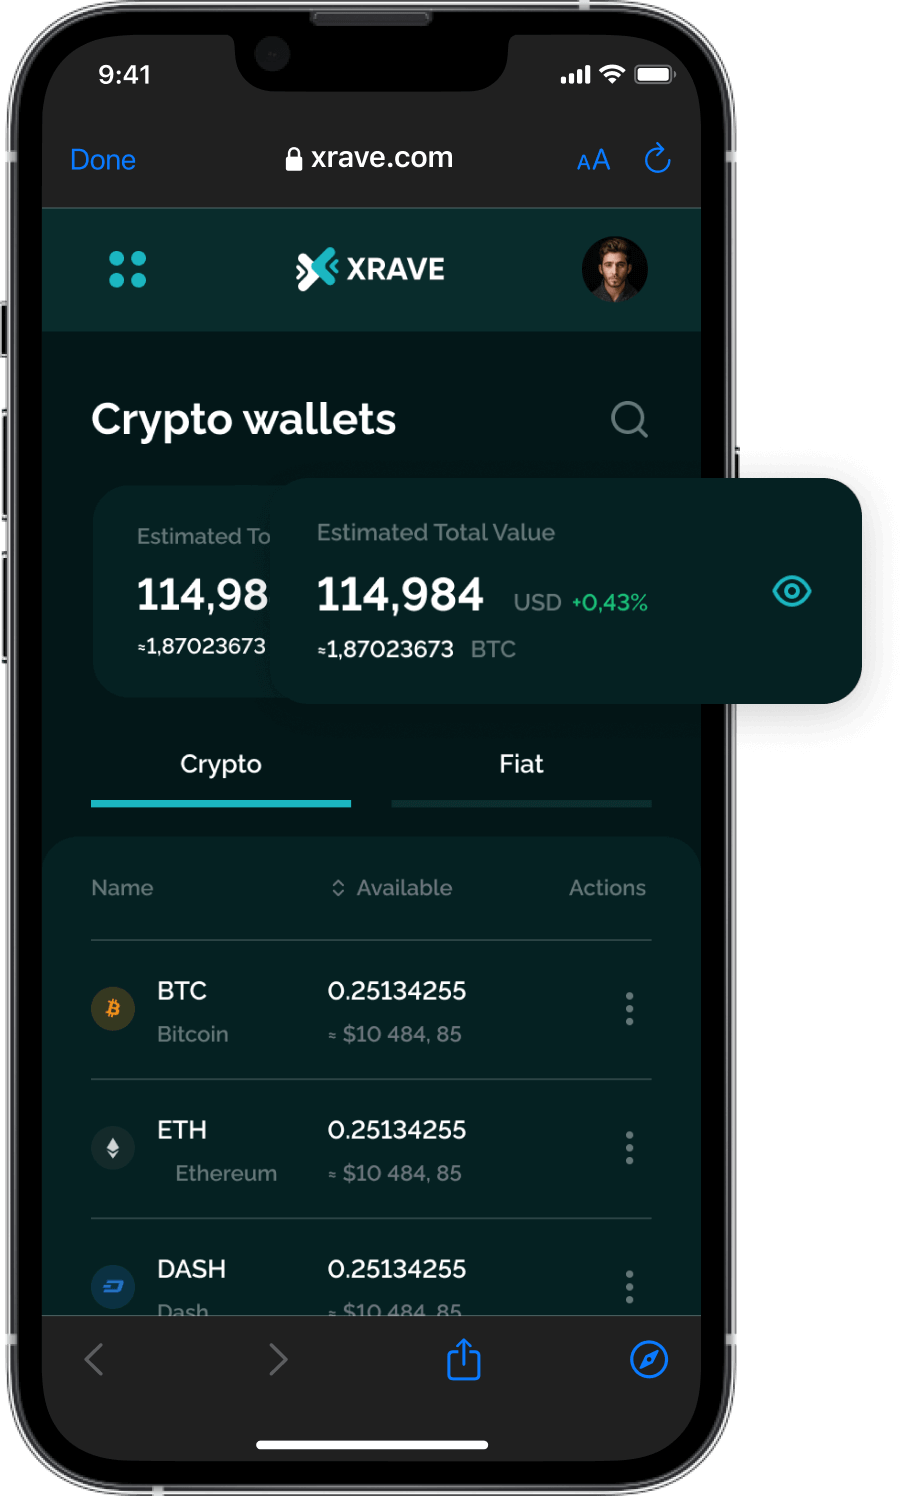 9:41
Done
xrave.com
AA
XRAVE
Crypto wallets
Estimated To
114,98
≈1,87023673
Estimated Total Value
114,984 USD +0,43%
≈1,87023673 BTC
Crypto Fiat
Name Available Actions
BTC 0.25134255
Bitcoin ≈ $10 484, 85
ETH 0.25134255
Ethereum ≈ $10 484, 85
DASH 0.25134255
Dash ≈ $10 484, 85